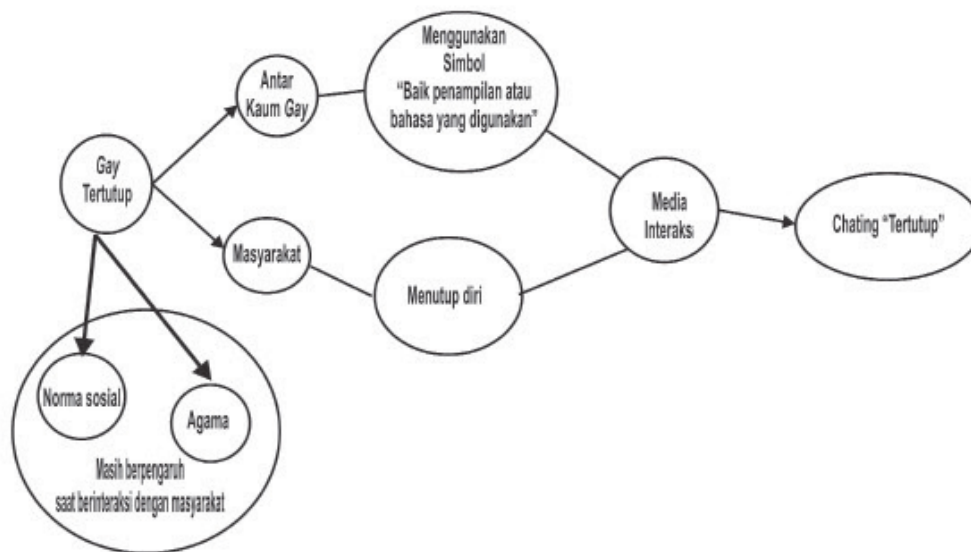 Gay
Tertutup
Antar
Kaum Gay
Menggunakan
Simbol
“Baik penampilan atau
bahasa yang digunakan”
Masyarakat
Menutup diri
Media
Interaksi
Chating “Tertutup”
Norma sosial
Agama
Masih berpengaruh
saat berinteraksi dengan masyarakat